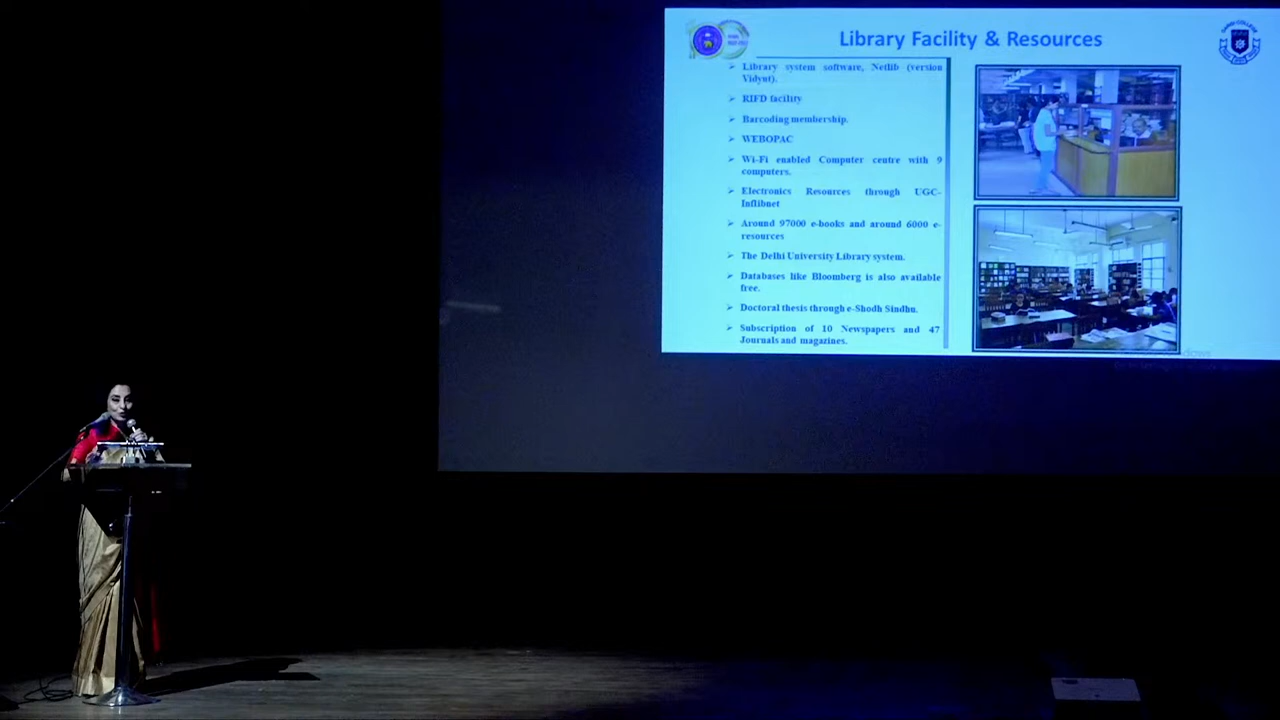 Library Facility & Resources
Library system software, Netlib (version
Vidyut).
RIFD facility
Barcoding membership.
WEBOPAC
Wi-Fi enabled Computer centre with 9
computers.
Electronics Resources through UGC-
Inflibnet
Around 97000 e-books and around 6000 e-
resources
The Delhi University Library system.
Databases like Bloomberg is also available
free.
Doctoral thesis through e-Shodh Sindhu.
Subscription of 10 Newspapers and 47
Journals and magazines.